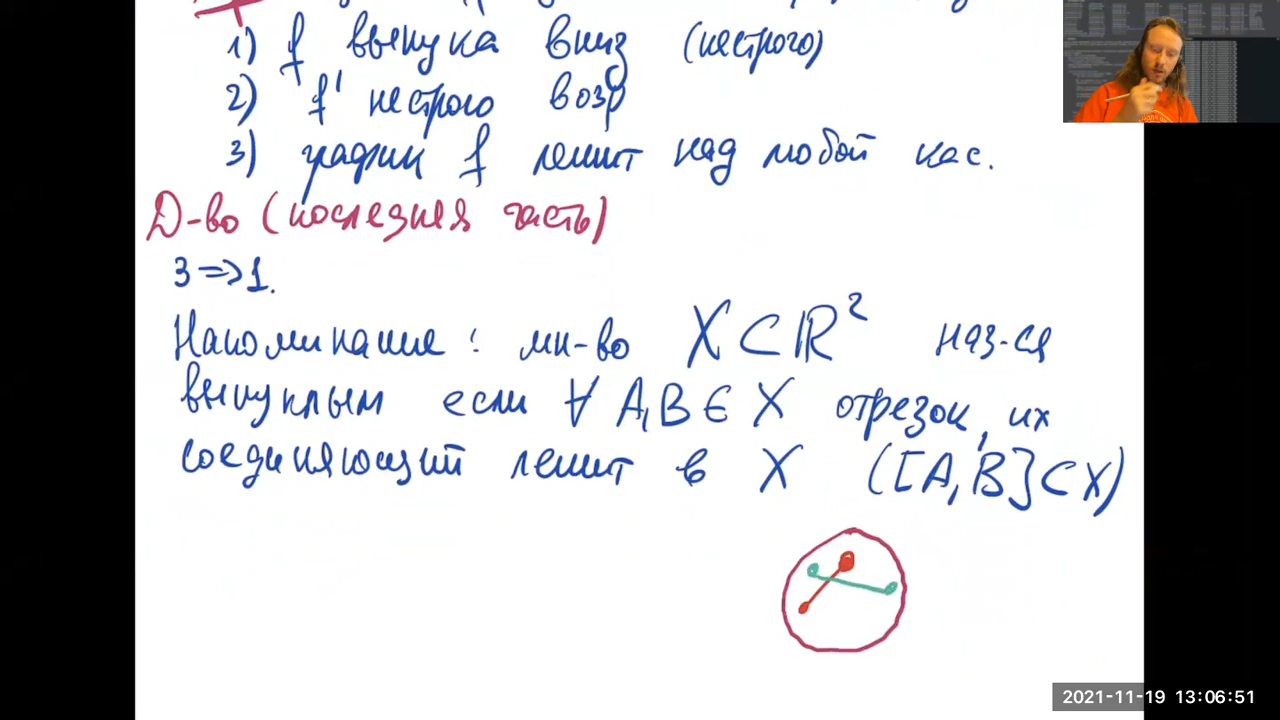 1) f выпукла вниз (нестрого)
2) f' нестрого возр
3) график f лежит над любой кас.
Д-во (последняя часть)
3 => 1.
Напоминание: мн-во X ⊂ ℝ² наз-ся
выпуклым если ∀ A, B ∈ X отрезок, их
соединяющий лежит в X ([A, B] ⊂ X)
2021-11-19 13:06:51